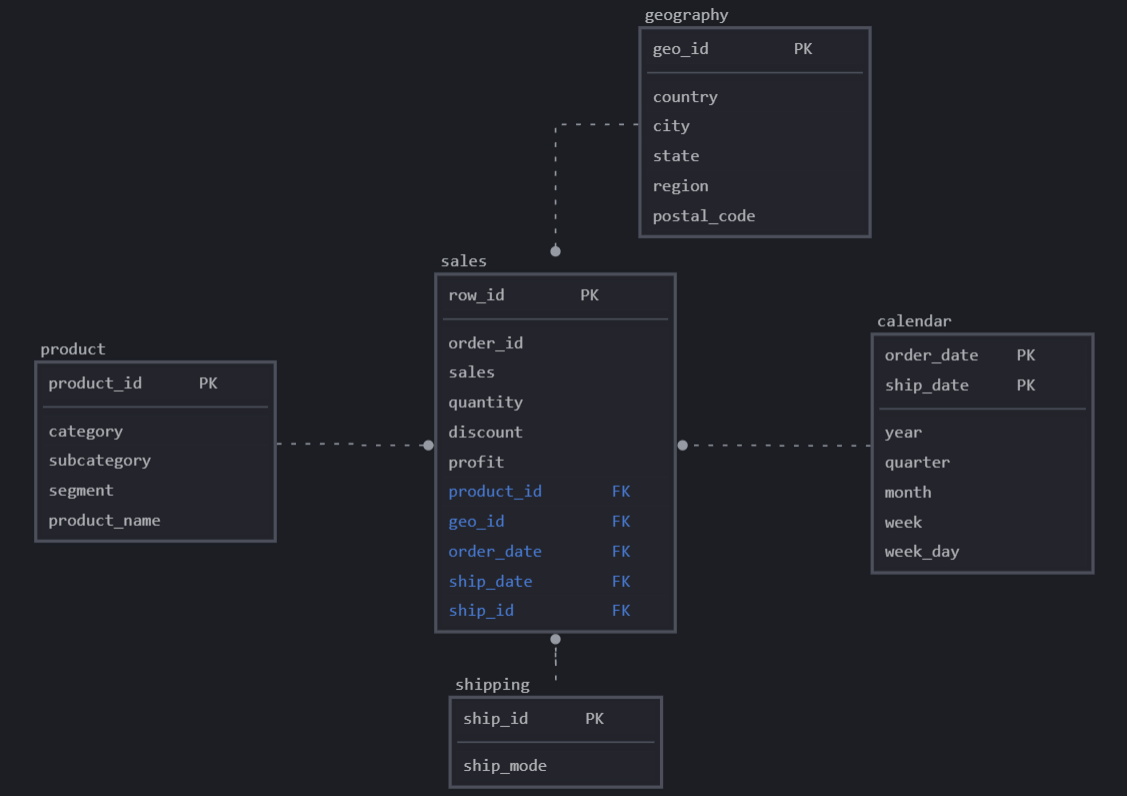 geography
geo_id PK
country
city
state
region
postal_code
sales
row_id PK
order_id
sales
quantity
discount
profit
product_id FK
geo_id FK
order_date FK
ship_date FK
ship_id FK
product
product_id PK
category
subcategory
segment
product_name
calendar
order_date PK
ship_date PK
year
quarter
month
week
week_day
shipping
ship_id PK
ship_mode